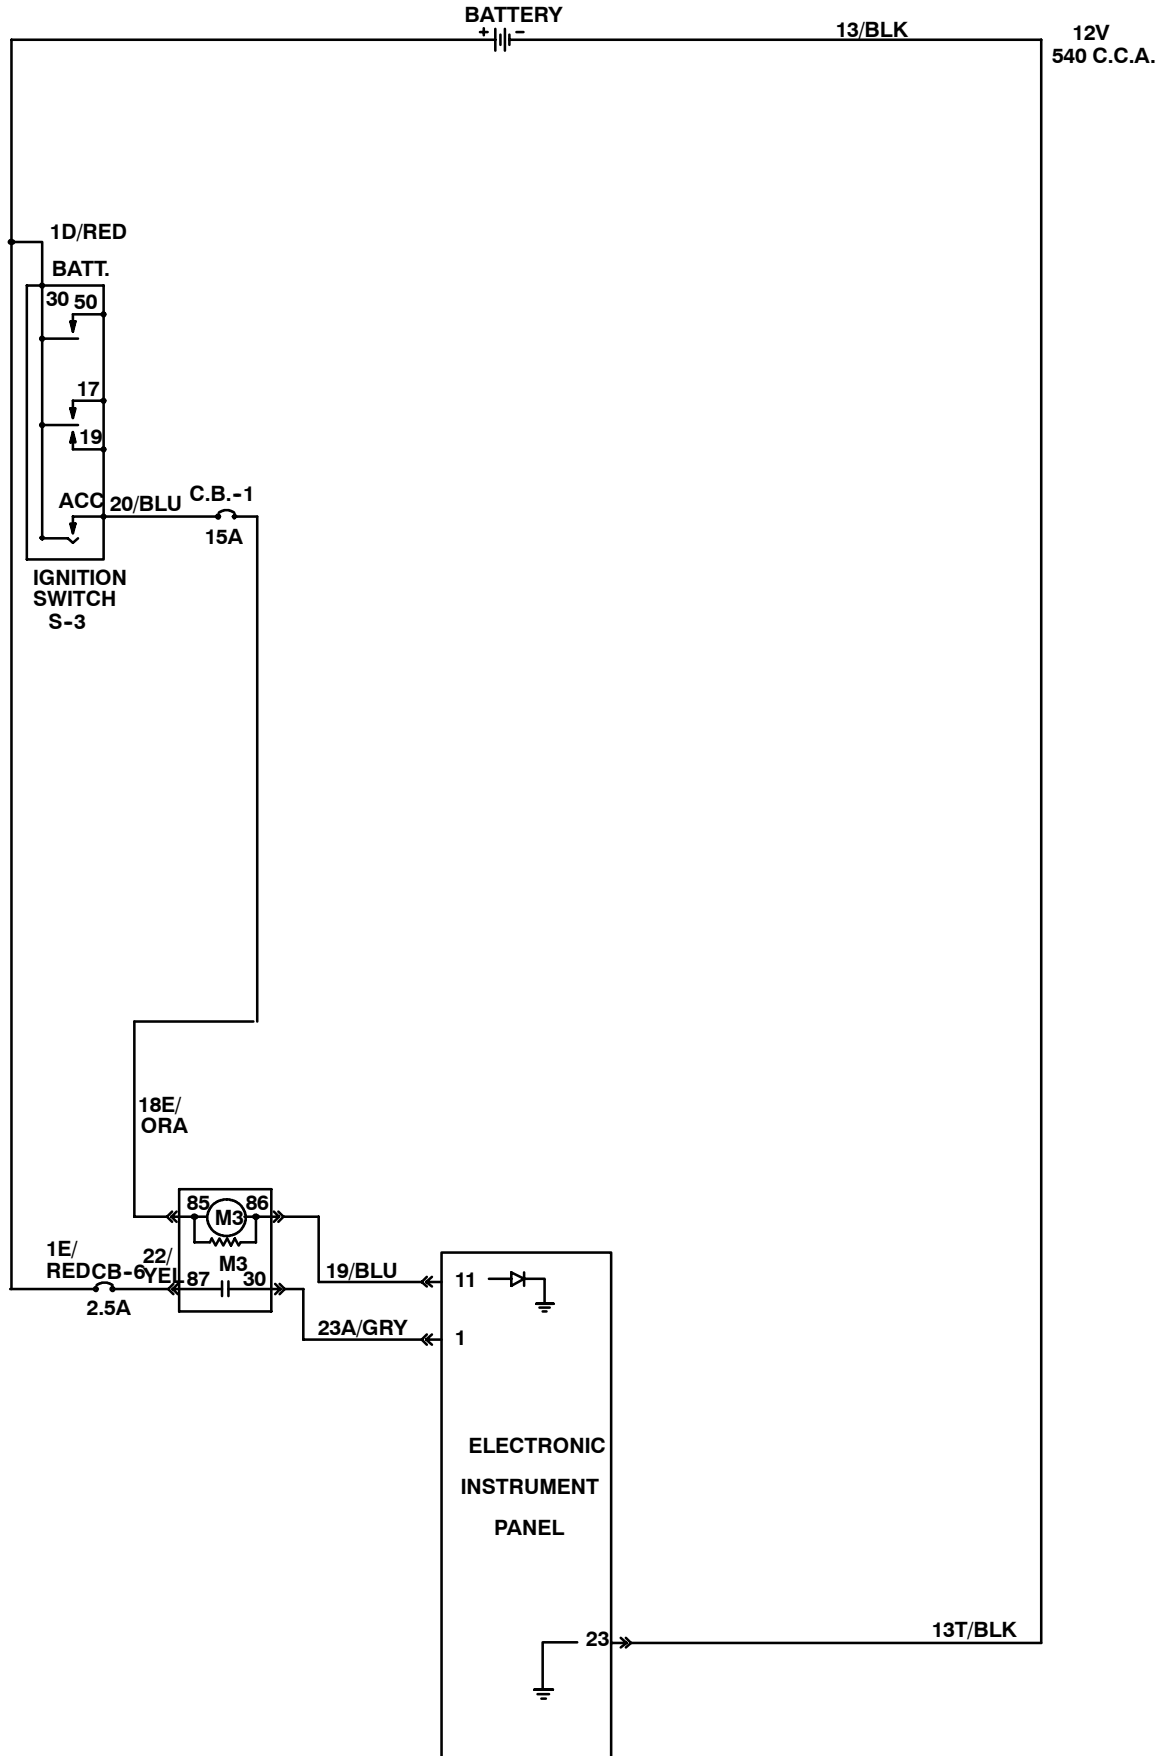 BATTERY
+ -
13/BLK
12V
540 C.C.A.
1D/RED
BATT.
30 50
17
19
ACC
20/BLU
C.B.-1
15A
IGNITION
SWITCH
S-3
18E/
ORA
85 86
M3
1E/
RED
CB-6
2.5A
22/
YEL
M3
87 30
19/BLU
11
23A/GRY
1
ELECTRONIC
INSTRUMENT
PANEL
23
13T/BLK